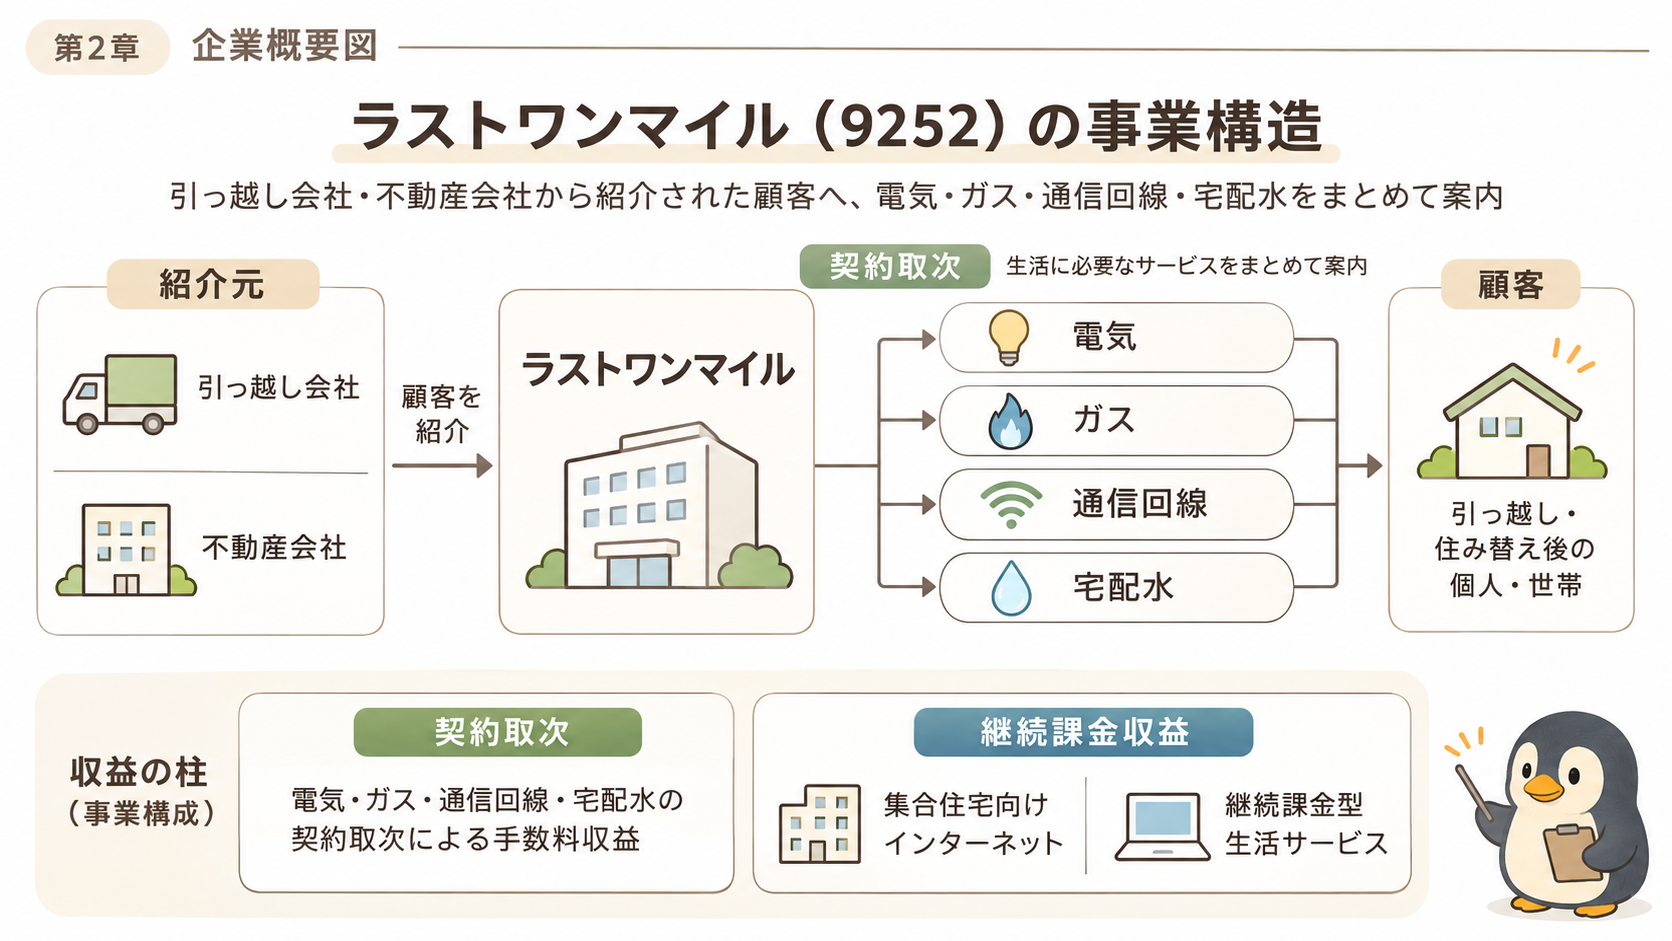 第2章
企業概要図
ラストワンマイル（9252）の事業構造
引っ越し会社・不動産会社から紹介された顧客へ、電気・ガス・通信回線・宅配水をまとめて案内
紹介元
引っ越し会社
不動産会社
顧客を
紹介
ラストワンマイル
契約取次
生活に必要なサービスをまとめて案内
電気
ガス
通信回線
宅配水
顧客
引っ越し・
住み替え後の
個人・世帯
収益の柱
（事業構成）
契約取次
電気・ガス・通信回線・宅配水の
契約取次による手数料収益
継続課金収益
集合住宅向け
インターネット
継続課金型
生活サービス